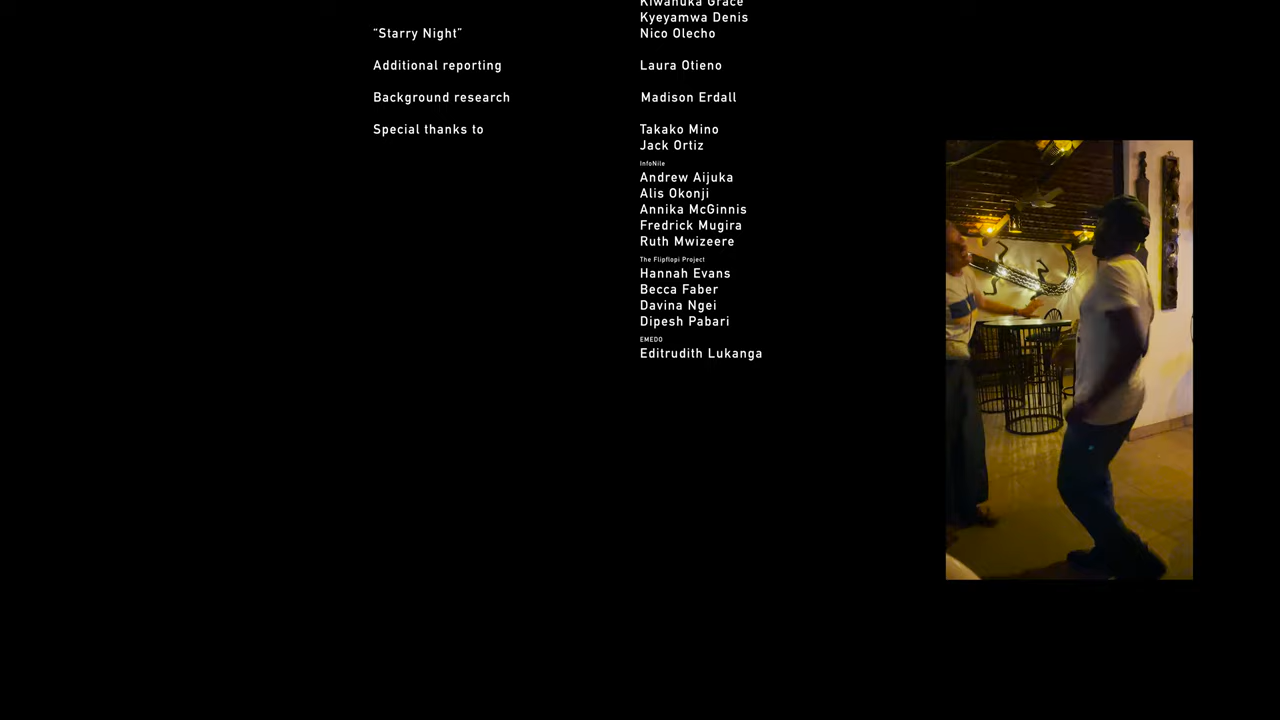 Kiwanuka Grace
Kyeyamwa Denis
“Starry Night” Nico Olecho
Additional reporting Laura Otieno
Background research Madison Erdall
Special thanks to Takako Mino
Jack Ortiz
InfoNile
Andrew Aijuka
Alis Okonji
Annika McGinnis
Fredrick Mugira
Ruth Mwizeere
The Flipflopi Project
Hannah Evans
Becca Faber
Davina Ngei
Dipesh Pabari
EMEDO
Editrudith Lukanga